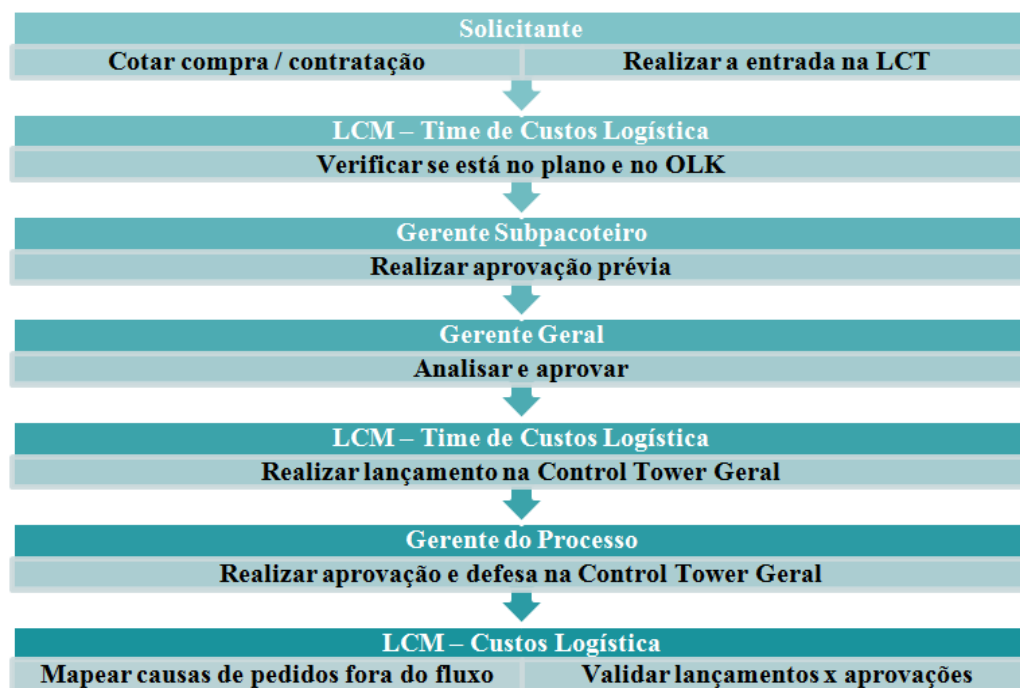 Solicitante
Cotar compra / contratação
Realizar a entrada na LCT
LCM – Time de Custos Logística
Verificar se está no plano e no OLK
Gerente Subpacoteiro
Realizar aprovação prévia
Gerente Geral
Analisar e aprovar
LCM – Time de Custos Logística
Realizar lançamento na Control Tower Geral
Gerente do Processo
Realizar aprovação e defesa na Control Tower Geral
LCM – Custos Logística
Mapear causas de pedidos fora do fluxo
Validar lançamentos x aprovações